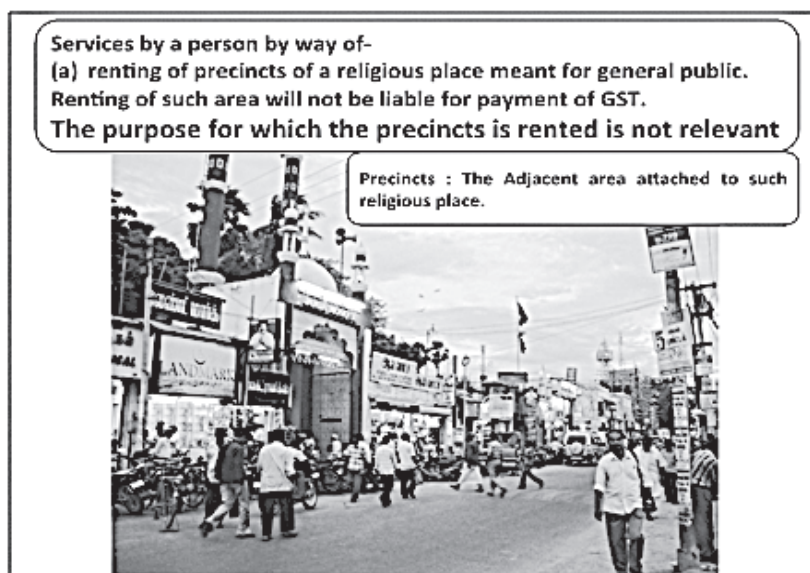 Services by a person by way of-
(a) renting of precincts of a religious place meant for general public.
Renting of such area will not be liable for payment of GST.
The purpose for which the precincts is rented is not relevant
Precincts : The Adjacent area attached to such
religious place.
LANDMARK
5